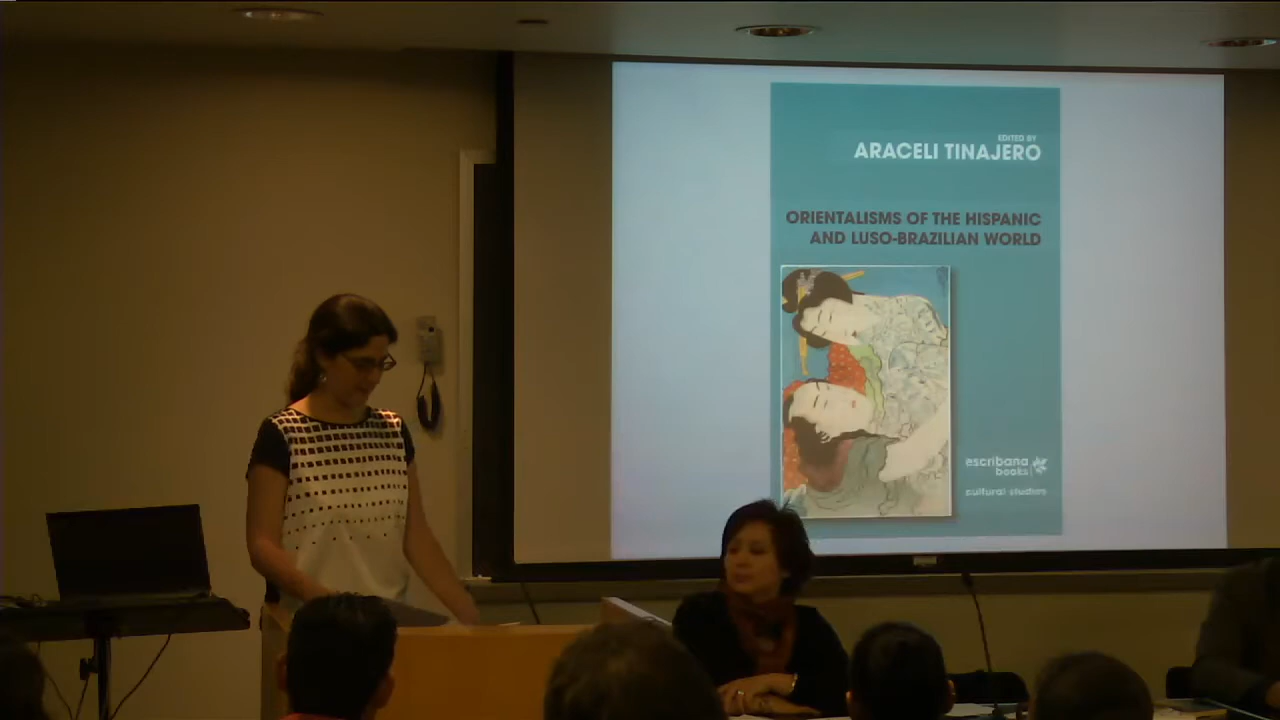 EDITED BY
ARACELI TINAJERO
ORIENTALISMS OF THE HISPANIC
AND LUSO-BRAZILIAN WORLD
escribana
books
cultural studies